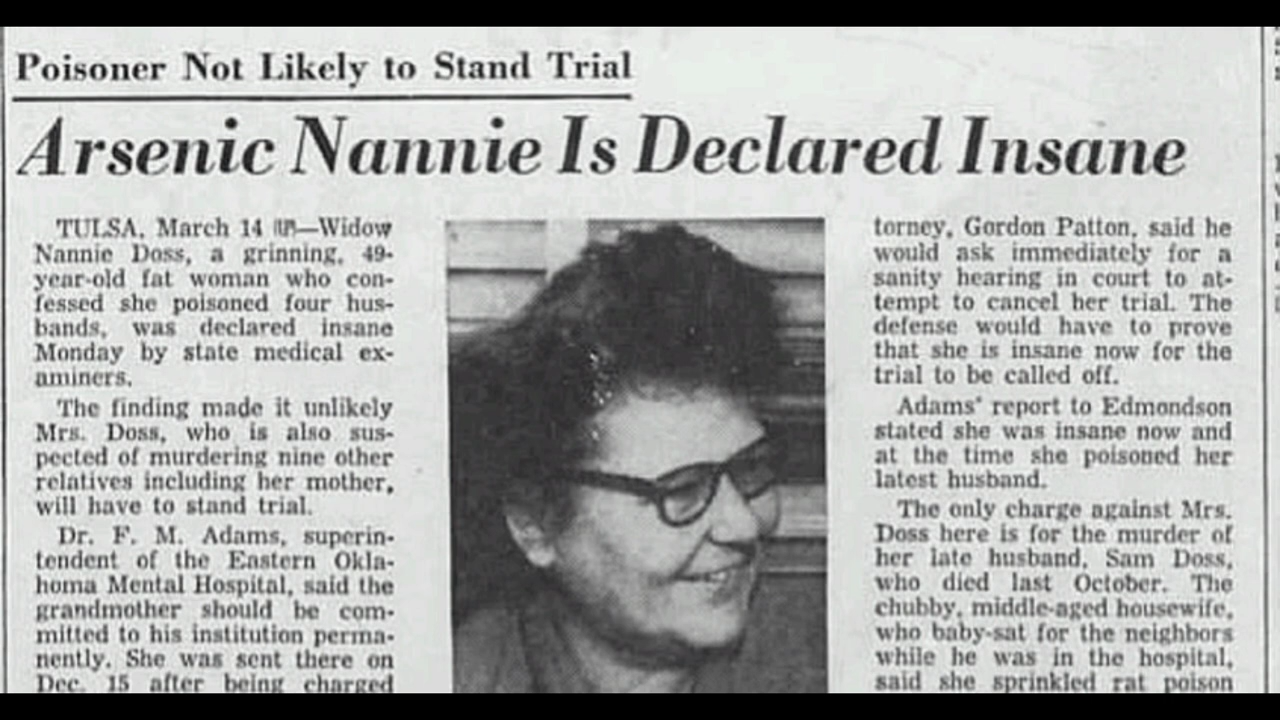 Poisoner Not Likely to Stand Trial
Arsenic Nannie Is Declared Insane
TULSA, March 14 (UP)—Widow
Nannie Doss, a grinning, 49-
year-old fat woman who con-
fessed she poisoned four hus-
bands, was declared insane
Monday by state medical ex-
aminers.
The finding made it unlikely
Mrs. Doss, who is also sus-
pected of murdering nine other
relatives including her mother,
will have to stand trial.
Dr. F. M. Adams, superin-
tendent of the Eastern Okla-
homa Mental Hospital, said the
grandmother should be com-
mitted to his institution perma-
nently. She was sent there on
Dec. 15 after being charged
torney, Gordon Patton, said he
would ask immediately for a
sanity hearing in court to at-
tempt to cancel her trial. The
defense would have to prove
that she is insane now for the
trial to be called off.
Adams' report to Edmondson
stated she was insane now and
at the time she poisoned her
latest husband.
The only charge against Mrs.
Doss here is for the murder of
her late husband, Sam Doss,
who died last October. The
chubby, middle-aged housewife,
who baby-sat for the neighbors
while he was in the hospital,
said she sprinkled rat poison